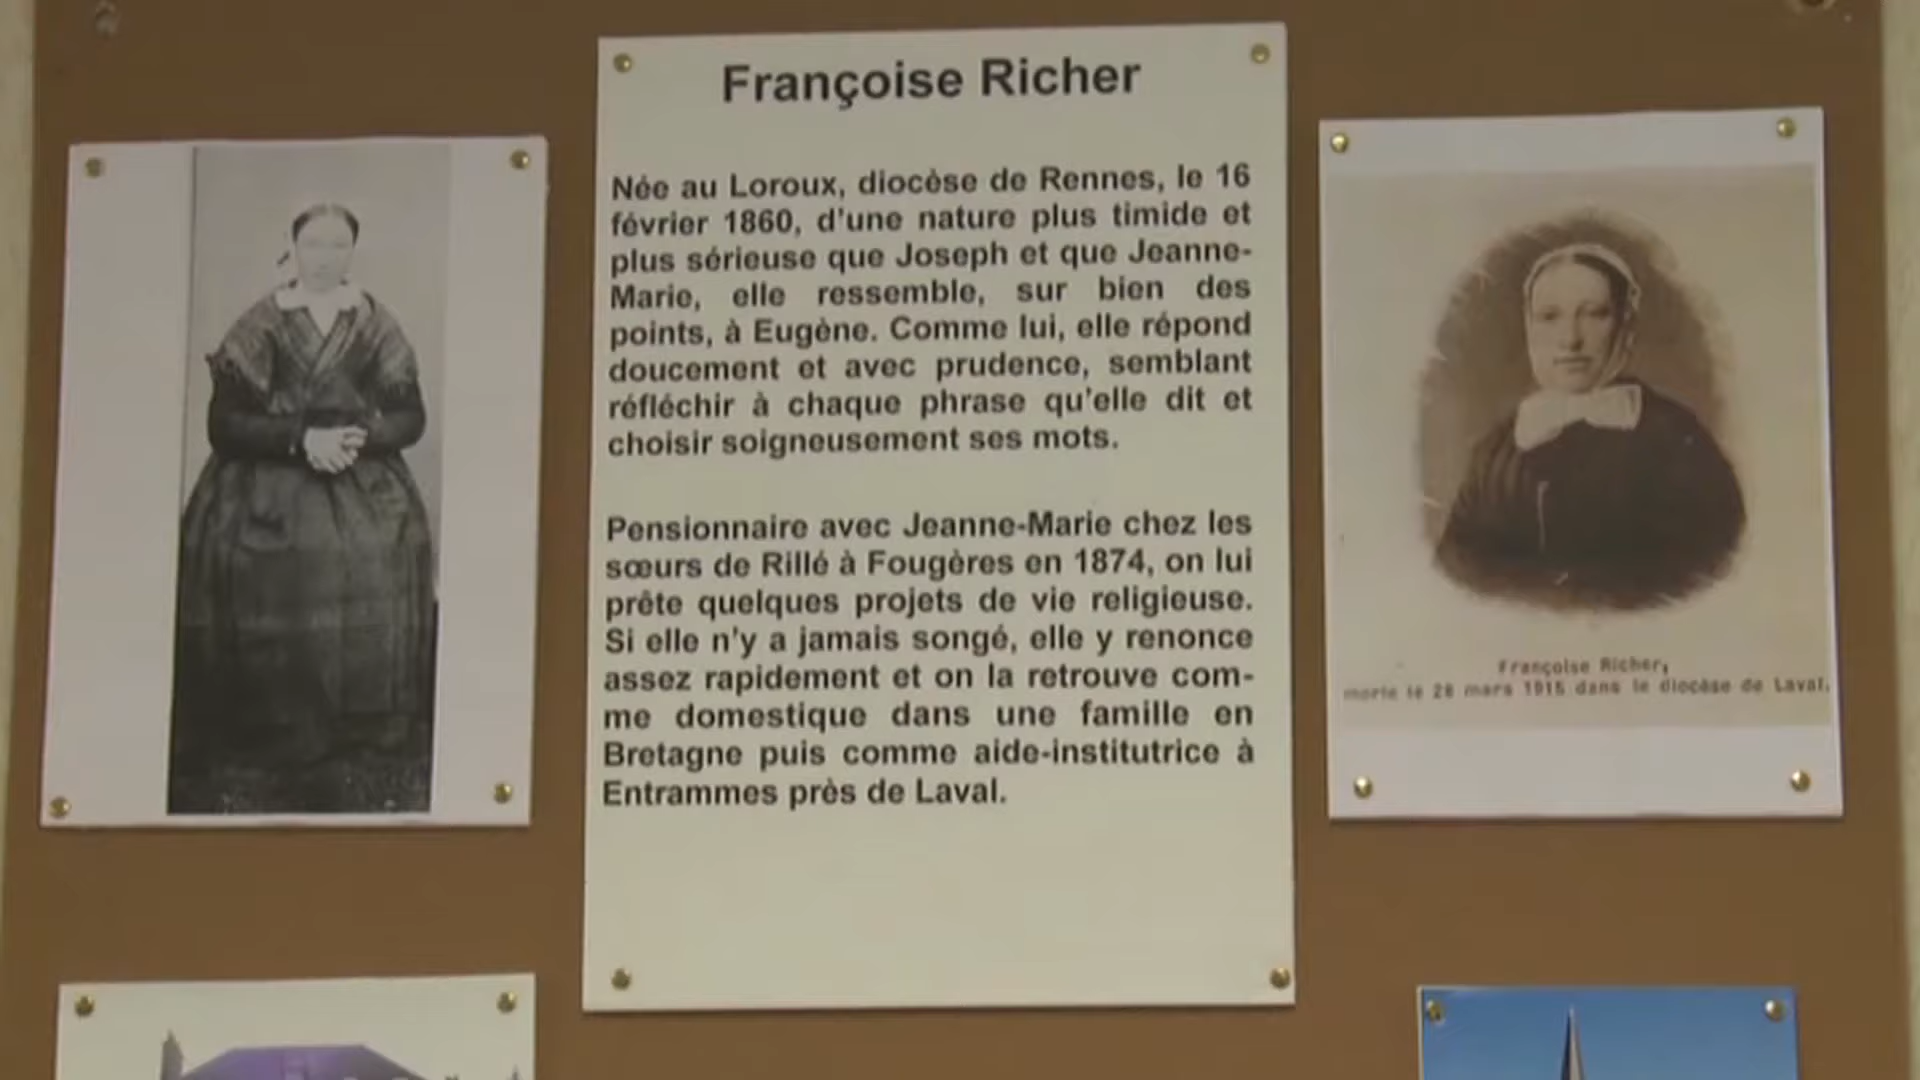 Françoise Richer
Née au Loroux, diocèse de Rennes, le 16
février 1860, d'une nature plus timide et
plus sérieuse que Joseph et que Jeanne-
Marie, elle ressemble, sur bien des
points, à Eugène. Comme lui, elle répond
doucement et avec prudence, semblant
réfléchir à chaque phrase qu'elle dit et
choisir soigneusement ses mots.
Pensionnaire avec Jeanne-Marie chez les
sœurs de Rillé à Fougères en 1874, on lui
prête quelques projets de vie religieuse.
Si elle n'y a jamais songé, elle y renonce
assez rapidement et on la retrouve com-
me domestique dans une famille en
Bretagne puis comme aide-institutrice à
Entrammes près de Laval.
Françoise Richer,
morte le 28 mars 1915 dans le diocèse de Laval.